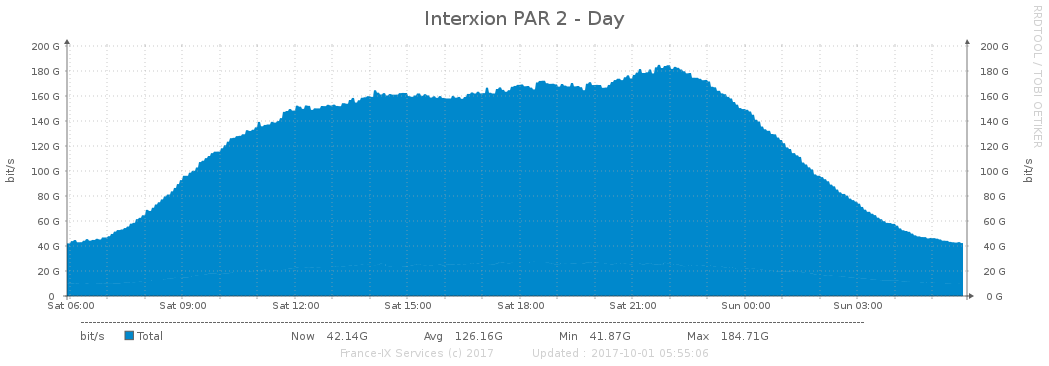 Interxion PAR 2 - Day
RRDTOOL / TOBI OETIKER
200 G 200 G
180 G 180 G
160 G 160 G
140 G 140 G
120 G 120 G
100 G 100 G
80 G 80 G
60 G 60 G
40 G 40 G
20 G 20 G
0 0 G
bit/s bit/s
Sat 06:00 Sat 09:00 Sat 12:00 Sat 15:00 Sat 18:00 Sat 21:00 Sun 00:00 Sun 03:00
bit/s Total Now 42.14G Avg 126.16G Min 41.87G Max 184.71G
France-IX Services (c) 2017 Updated : 2017-10-01 05:55:06